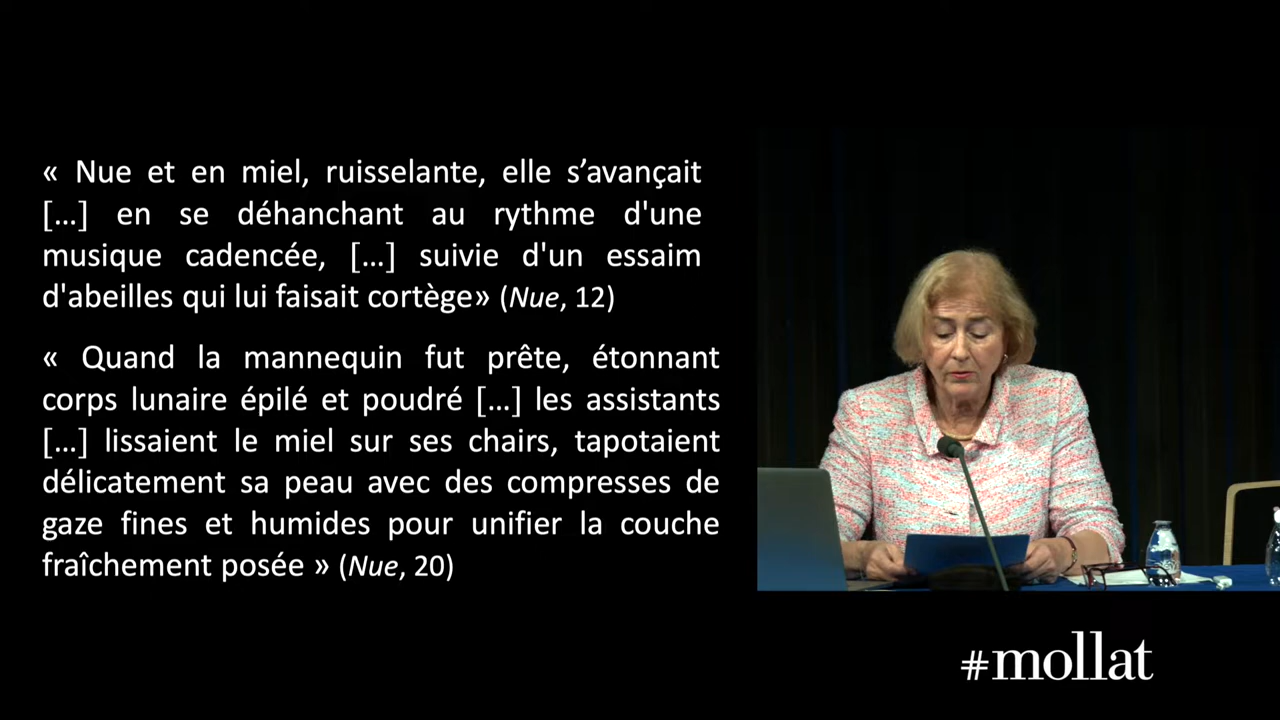 « Nue et en miel, ruisselante, elle s’avançait
[…] en se déhanchant au rythme d'une
musique cadencée, […] suivie d'un essaim
d'abeilles qui lui faisait cortège» (Nue, 12)
« Quand la mannequin fut prête, étonnant
corps lunaire épilé et poudré […] les assistants
[…] lissaient le miel sur ses chairs, tapotaient
délicatement sa peau avec des compresses de
gaze fines et humides pour unifier la couche
fraîchement posée » (Nue, 20)
#mollat